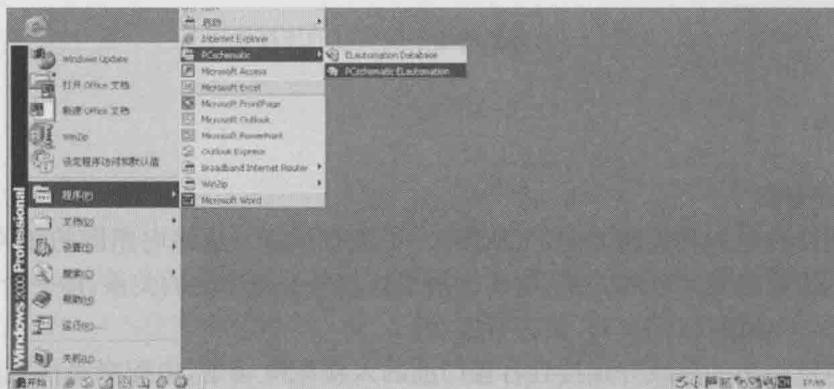 启动
Internet Explorer
PCschematic
Microsoft Access
Microsoft Excel
Microsoft FrontPage
Microsoft Outlook
Microsoft PowerPoint
Outlook Express
Broadband Internet Router
WinZip
Microsoft Word
ELautomation Database
PCschematic ELautomation
Windows Update
打开 Office 文档
新建 Office 文档
WinZip
设定程序访问和默认值
程序(P)
文档(D)
设置(S)
搜索(C)
帮助(H)
运行(R)...
关机(U)...
Windows 2000 Professional
开始